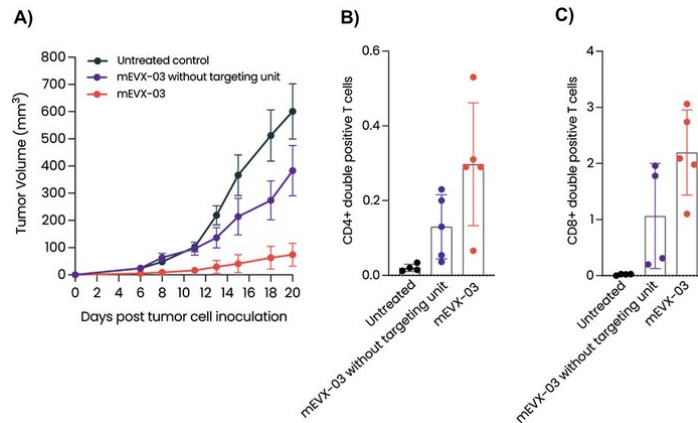 A)
Untreated control
mEVX-03 without targeting unit
mEVX-03
Tumor Volume (mm³)
800
700
600
500
400
300
200
100
0
0 2 4 6 8 10 12 14 16 18 20
Days post tumor cell inoculation
B)
CD4+ double positive T cells
0.6
0.4
0.2
0.0
Untreated
mEVX-03 without targeting unit
mEVX-03
C)
CD8+ double positive T cells
4
3
2
1
0
Untreated
mEVX-03 without targeting unit
mEVX-03